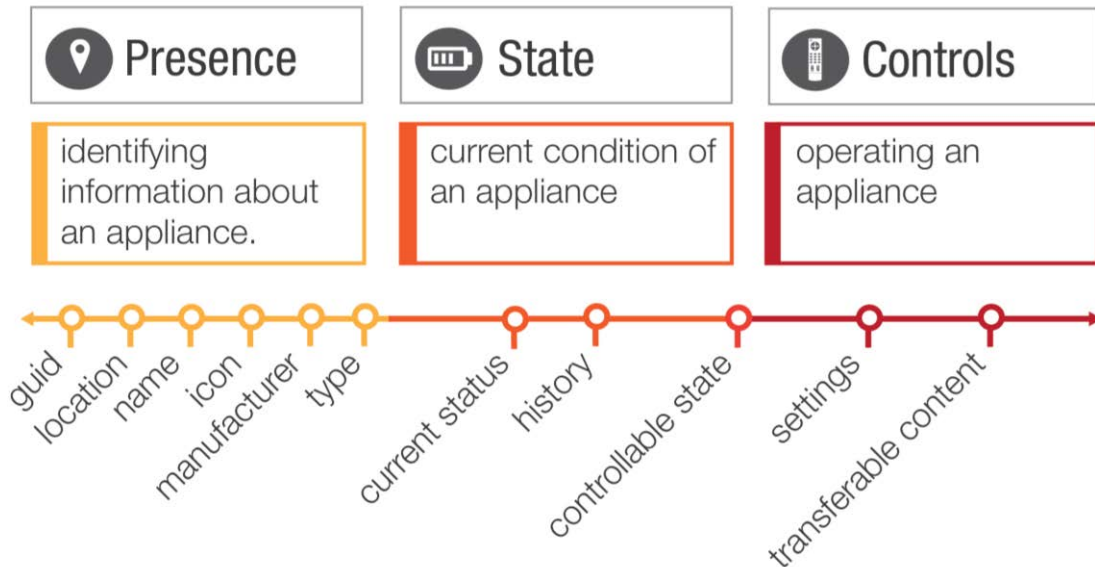 Presence
State
Controls
identifying
information about
an appliance.
current condition of
an appliance
operating an
appliance
guid
location
name
icon
manufacturer
type
current status
history
controllable state
settings
transferable content